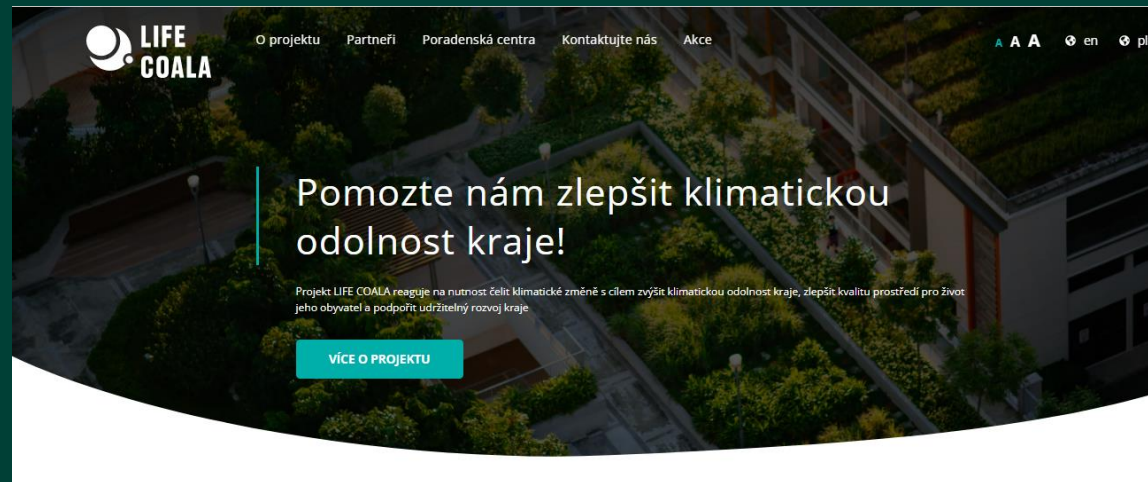 LIFE
COALA
O projektu Partneři Poradenská centra Kontaktujte nás Akce
A A A en pl
Pomozte nám zlepšit klimatickou
odolnost kraje!
Projekt LIFE COALA reaguje na nutnost čelit klimatické změně s cílem zvýšit klimatickou odolnost kraje, zlepšit kvalitu prostředí pro život
jeho obyvatel a podpořit udržitelný rozvoj kraje
VÍCE O PROJEKTU